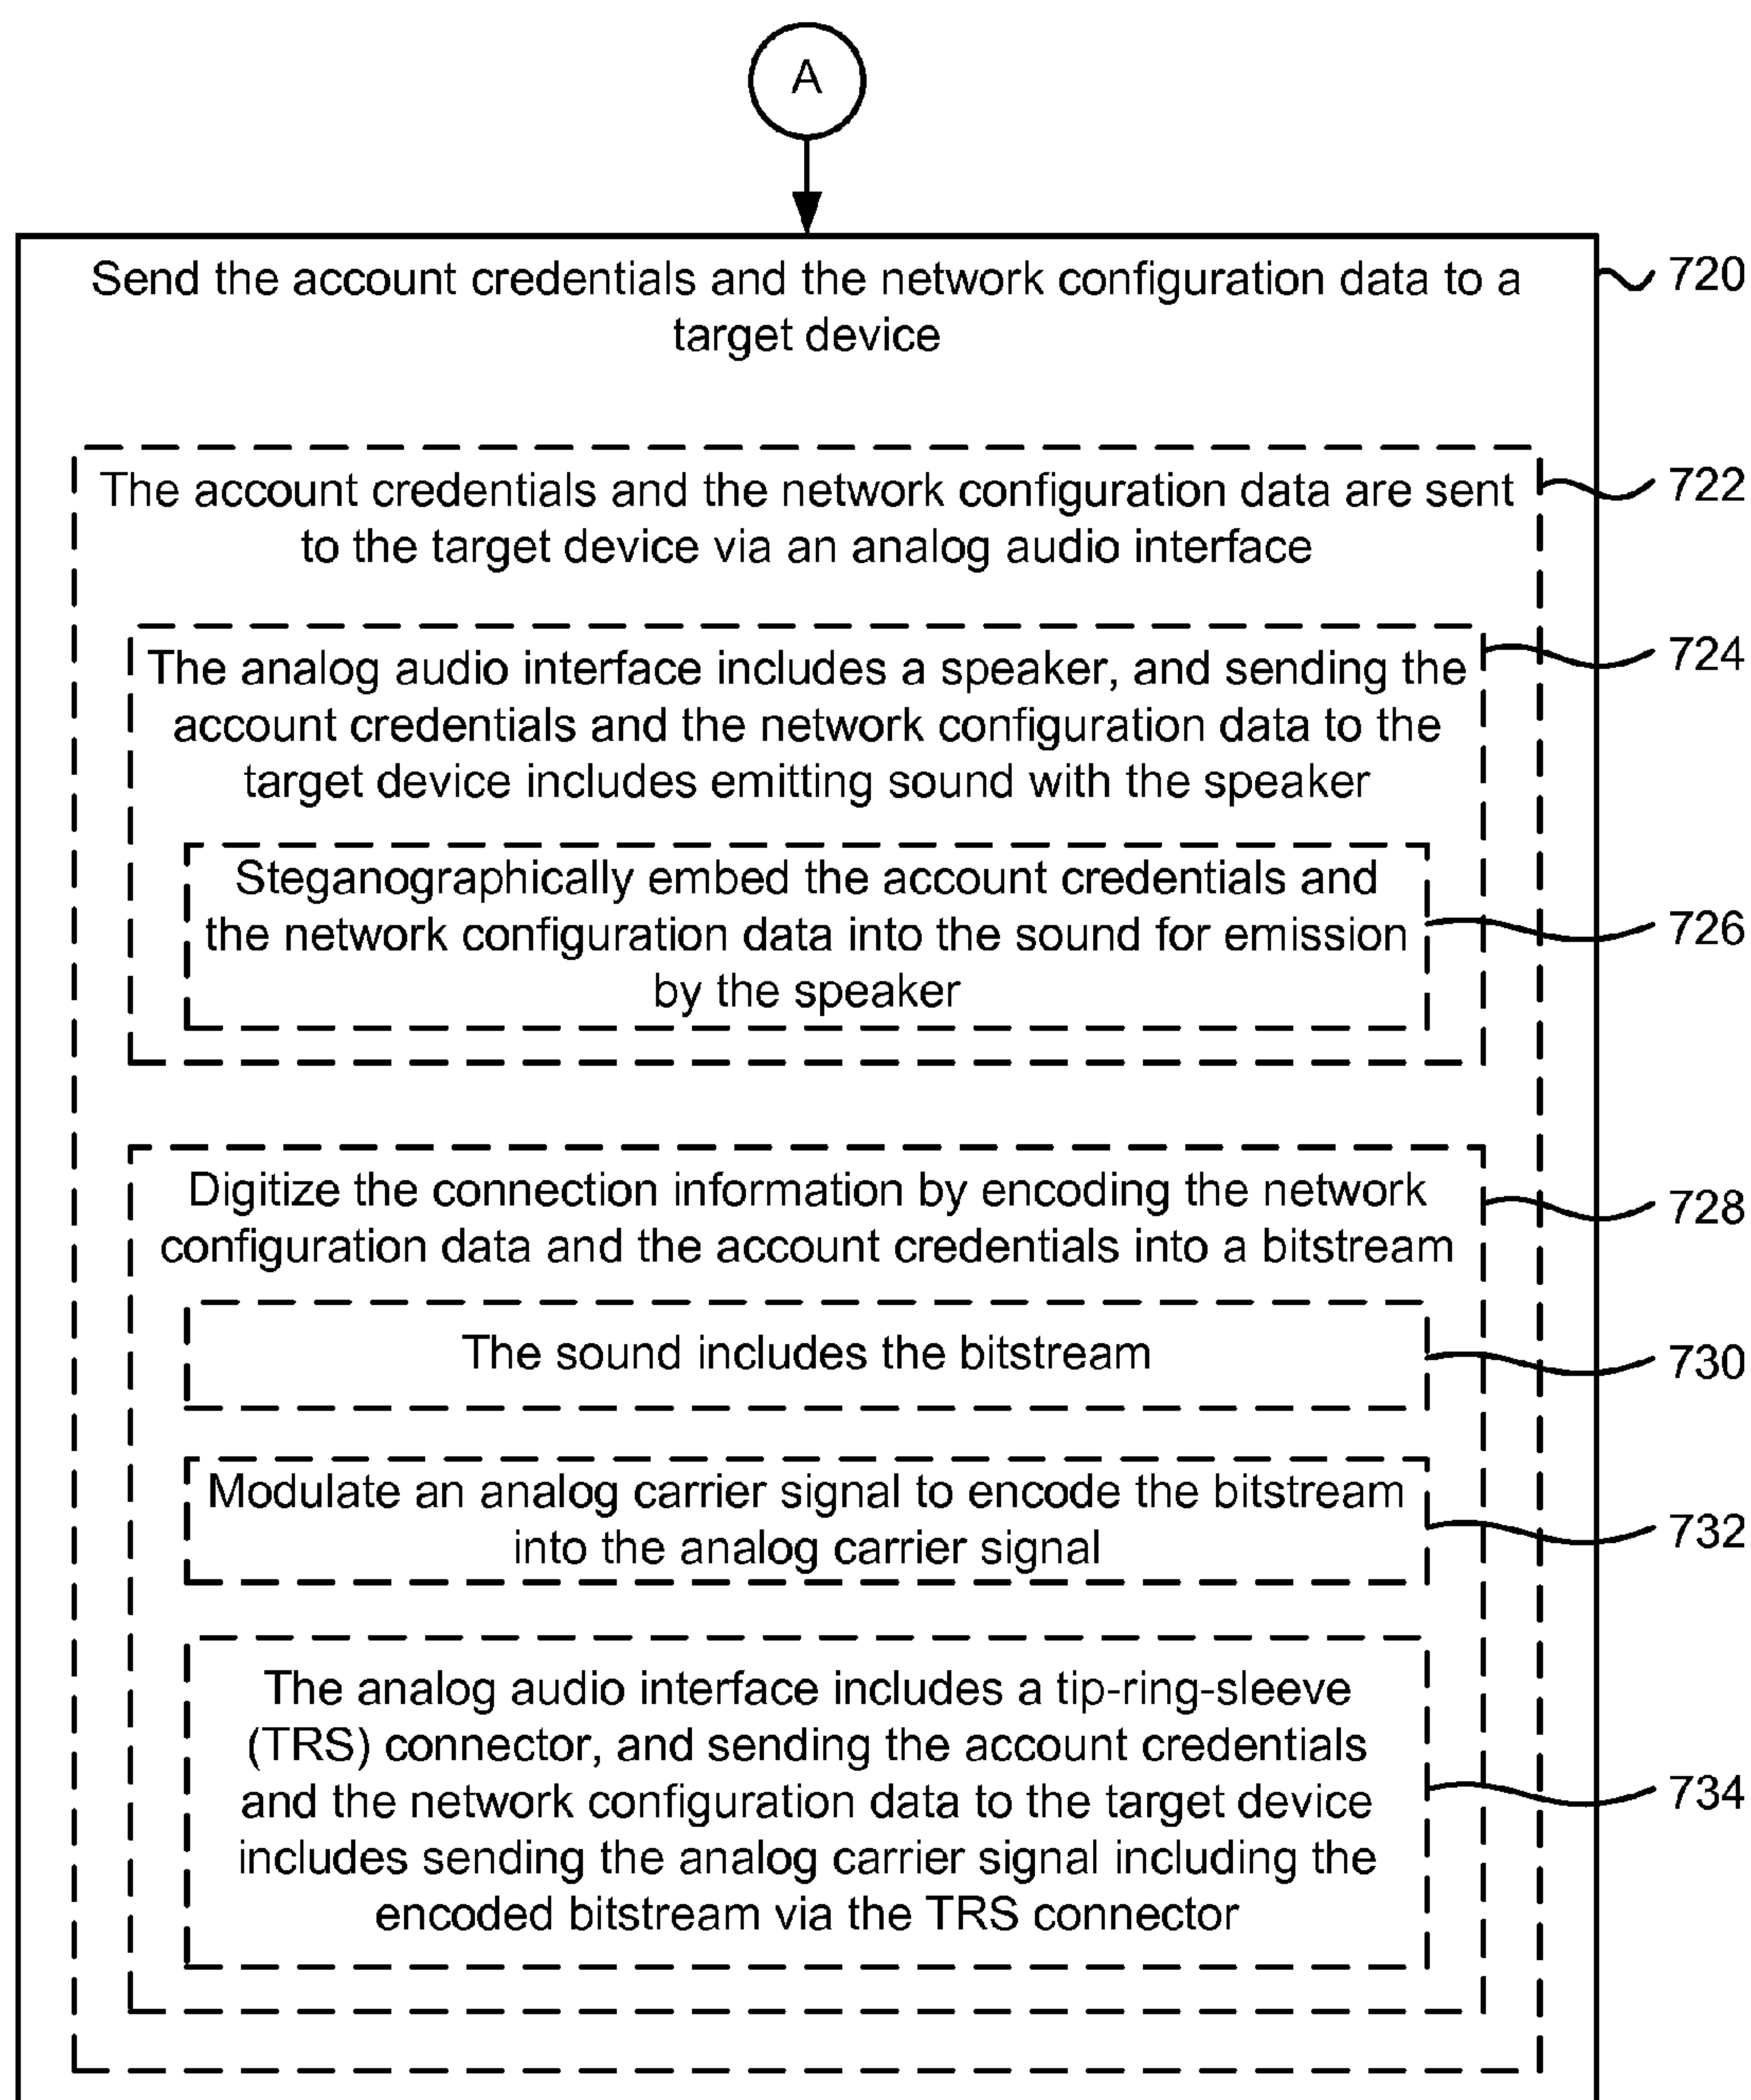 A
Send the account credentials and the network configuration data to a
target device
720
The account credentials and the network configuration data are sent
to the target device via an analog audio interface
722
The analog audio interface includes a speaker, and sending the
account credentials and the network configuration data to the
target device includes emitting sound with the speaker
724
Steganographically embed the account credentials and
the network configuration data into the sound for emission
by the speaker
726
Digitize the connection information by encoding the network
configuration data and the account credentials into a bitstream
728
The sound includes the bitstream
730
Modulate an analog carrier signal to encode the bitstream
into the analog carrier signal
732
The analog audio interface includes a tip-ring-sleeve
(TRS) connector, and sending the account credentials
and the network configuration data to the target device
includes sending the analog carrier signal including the
encoded bitstream via the TRS connector
734